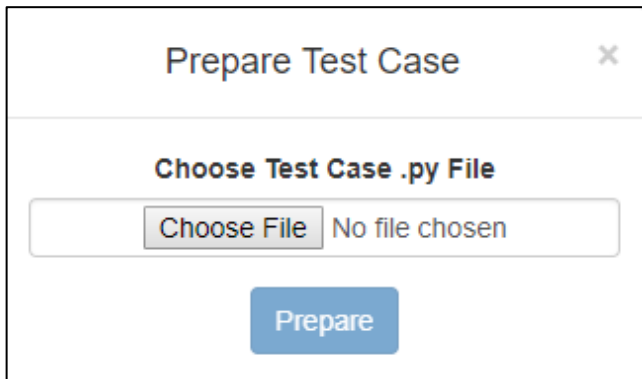 Prepare Test Case ×
Choose Test Case .py File
Choose File No file chosen
Prepare